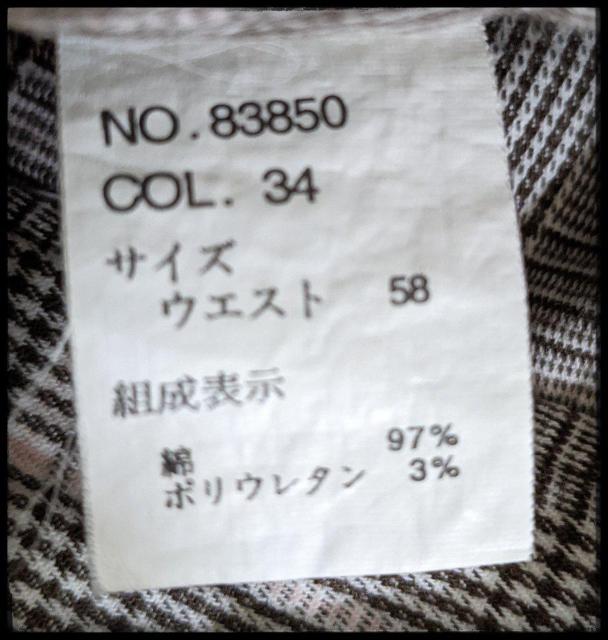 NO.83850
COL. 34
サイズ
ウエスト 58
組成表示
綿 97%
ポリウレタン 3%